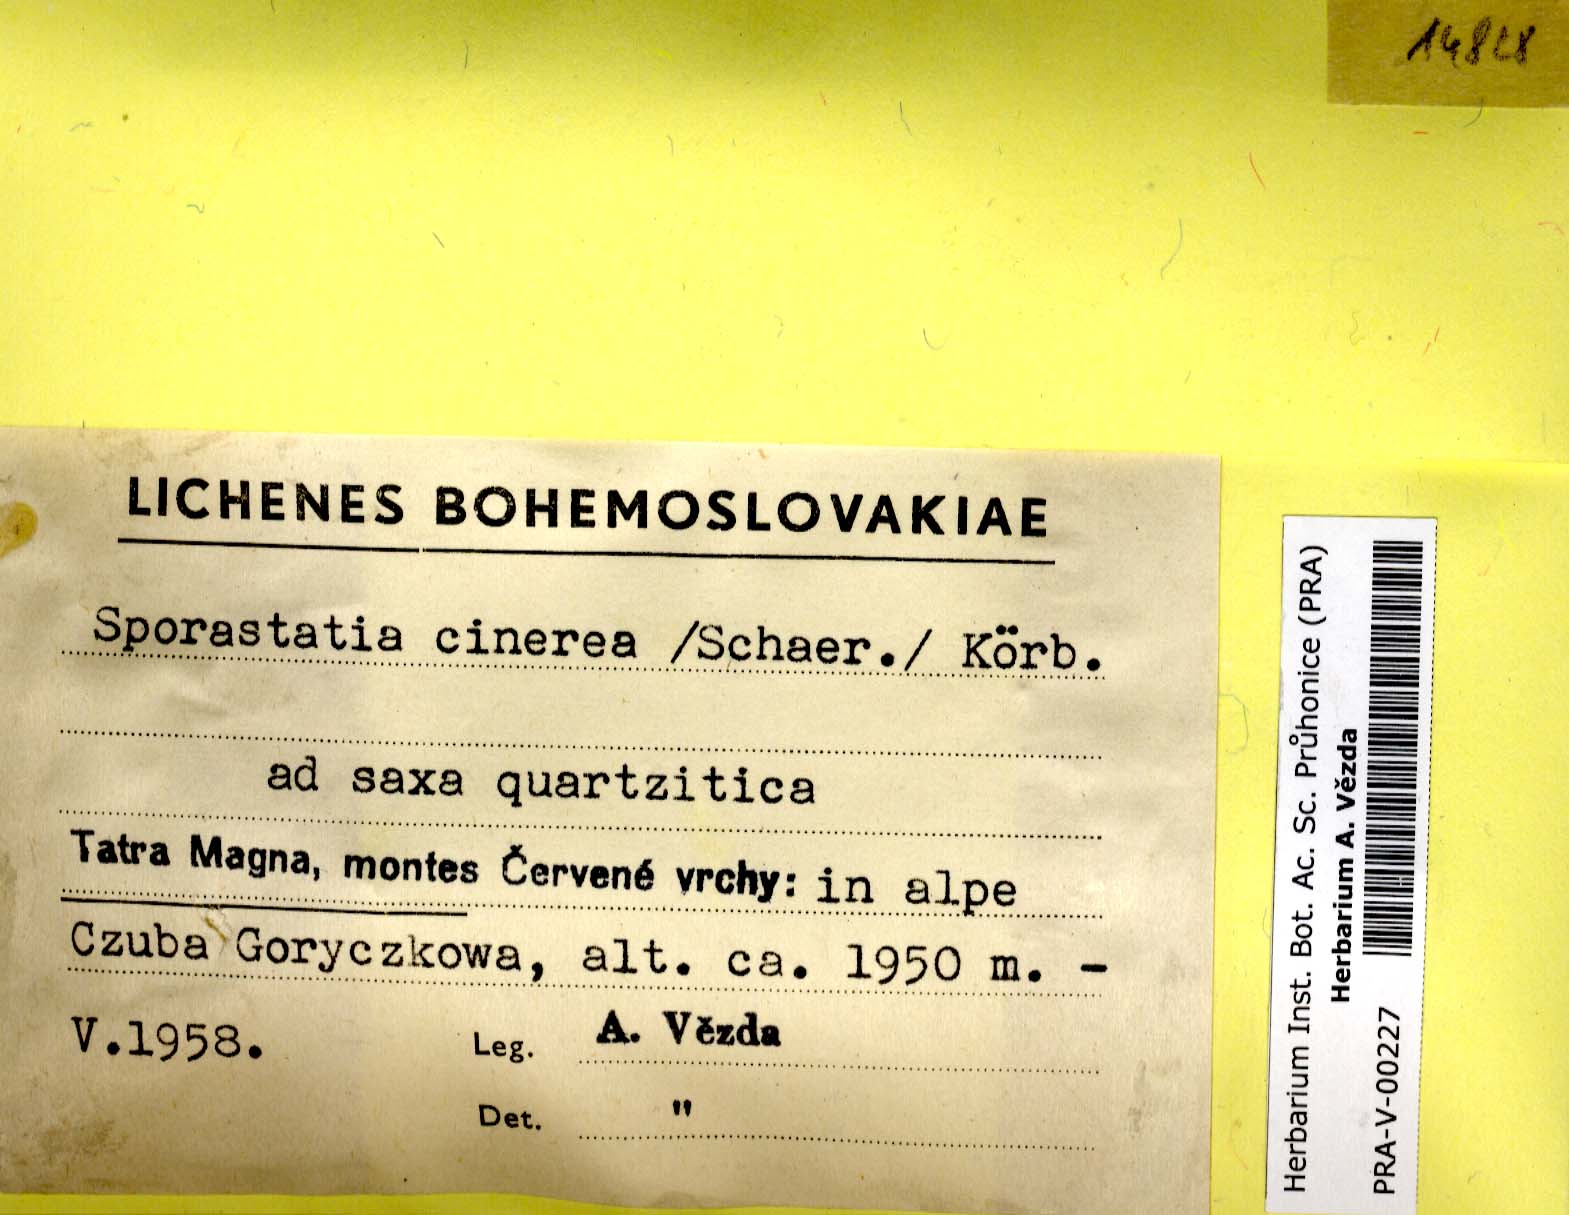 14828
LICHENES BOHEMOSLOVAKIAE
Sporastatia cinerea /Schaer./ Körb.
ad saxa quartzitica
Tatra Magna, montes Červené vrchy: in alpe
Czuba Goryczkowa, alt. ca. 1950 m. -
V.1958.
Leg. A. Vězda
Det. "
Herbarium Inst. Bot. Ac. Sc. Průhonice (PRA)
Herbarium A. Vězda
PRA-V-00227